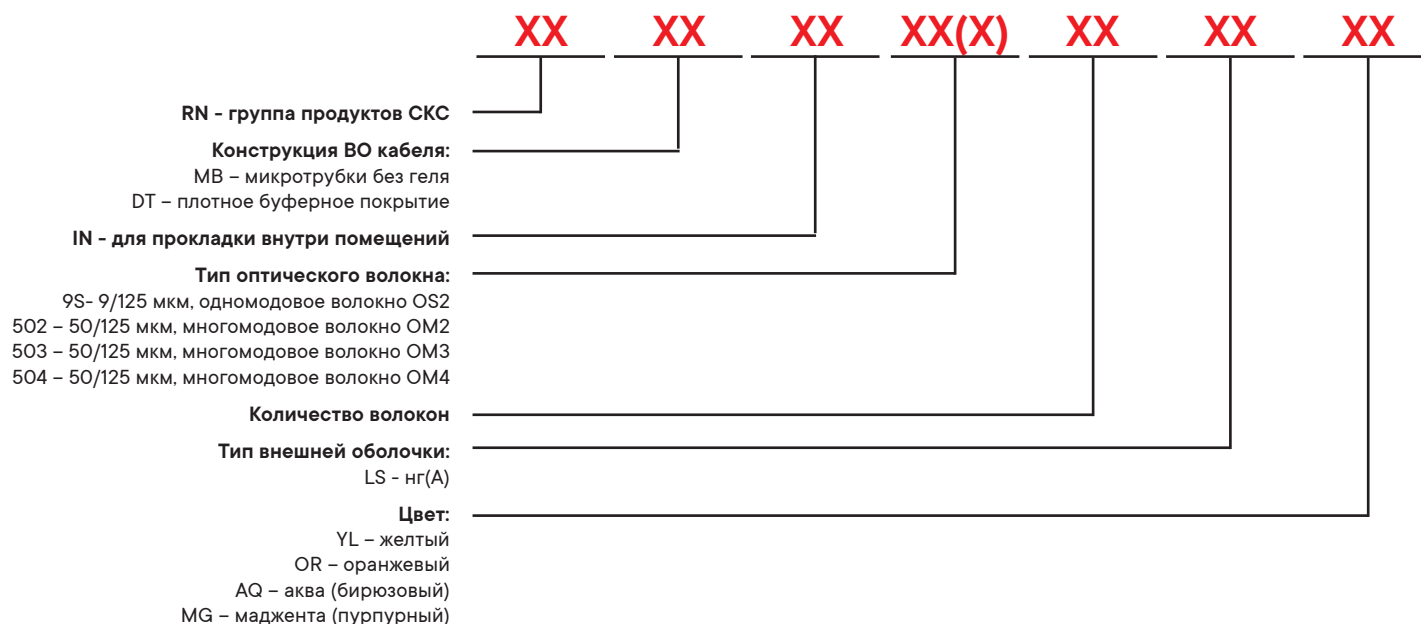 XX XX XX XX(X) XX XX XX
RN - группа продуктов СКС
Конструкция ВО кабеля:
MB – микротрубки без геля
DT – плотное буферное покрытие
IN - для прокладки внутри помещений
Тип оптического волокна:
9S- 9/125 мкм, одномодовое волокно OS2
502 – 50/125 мкм, многомодовое волокно OM2
503 – 50/125 мкм, многомодовое волокно OM3
504 – 50/125 мкм, многомодовое волокно OM4
Количество волокон
Тип внешней оболочки:
LS - нг(А)
Цвет:
YL – желтый
OR – оранжевый
AQ – аква (бирюзовый)
MG – маджента (пурпурный)